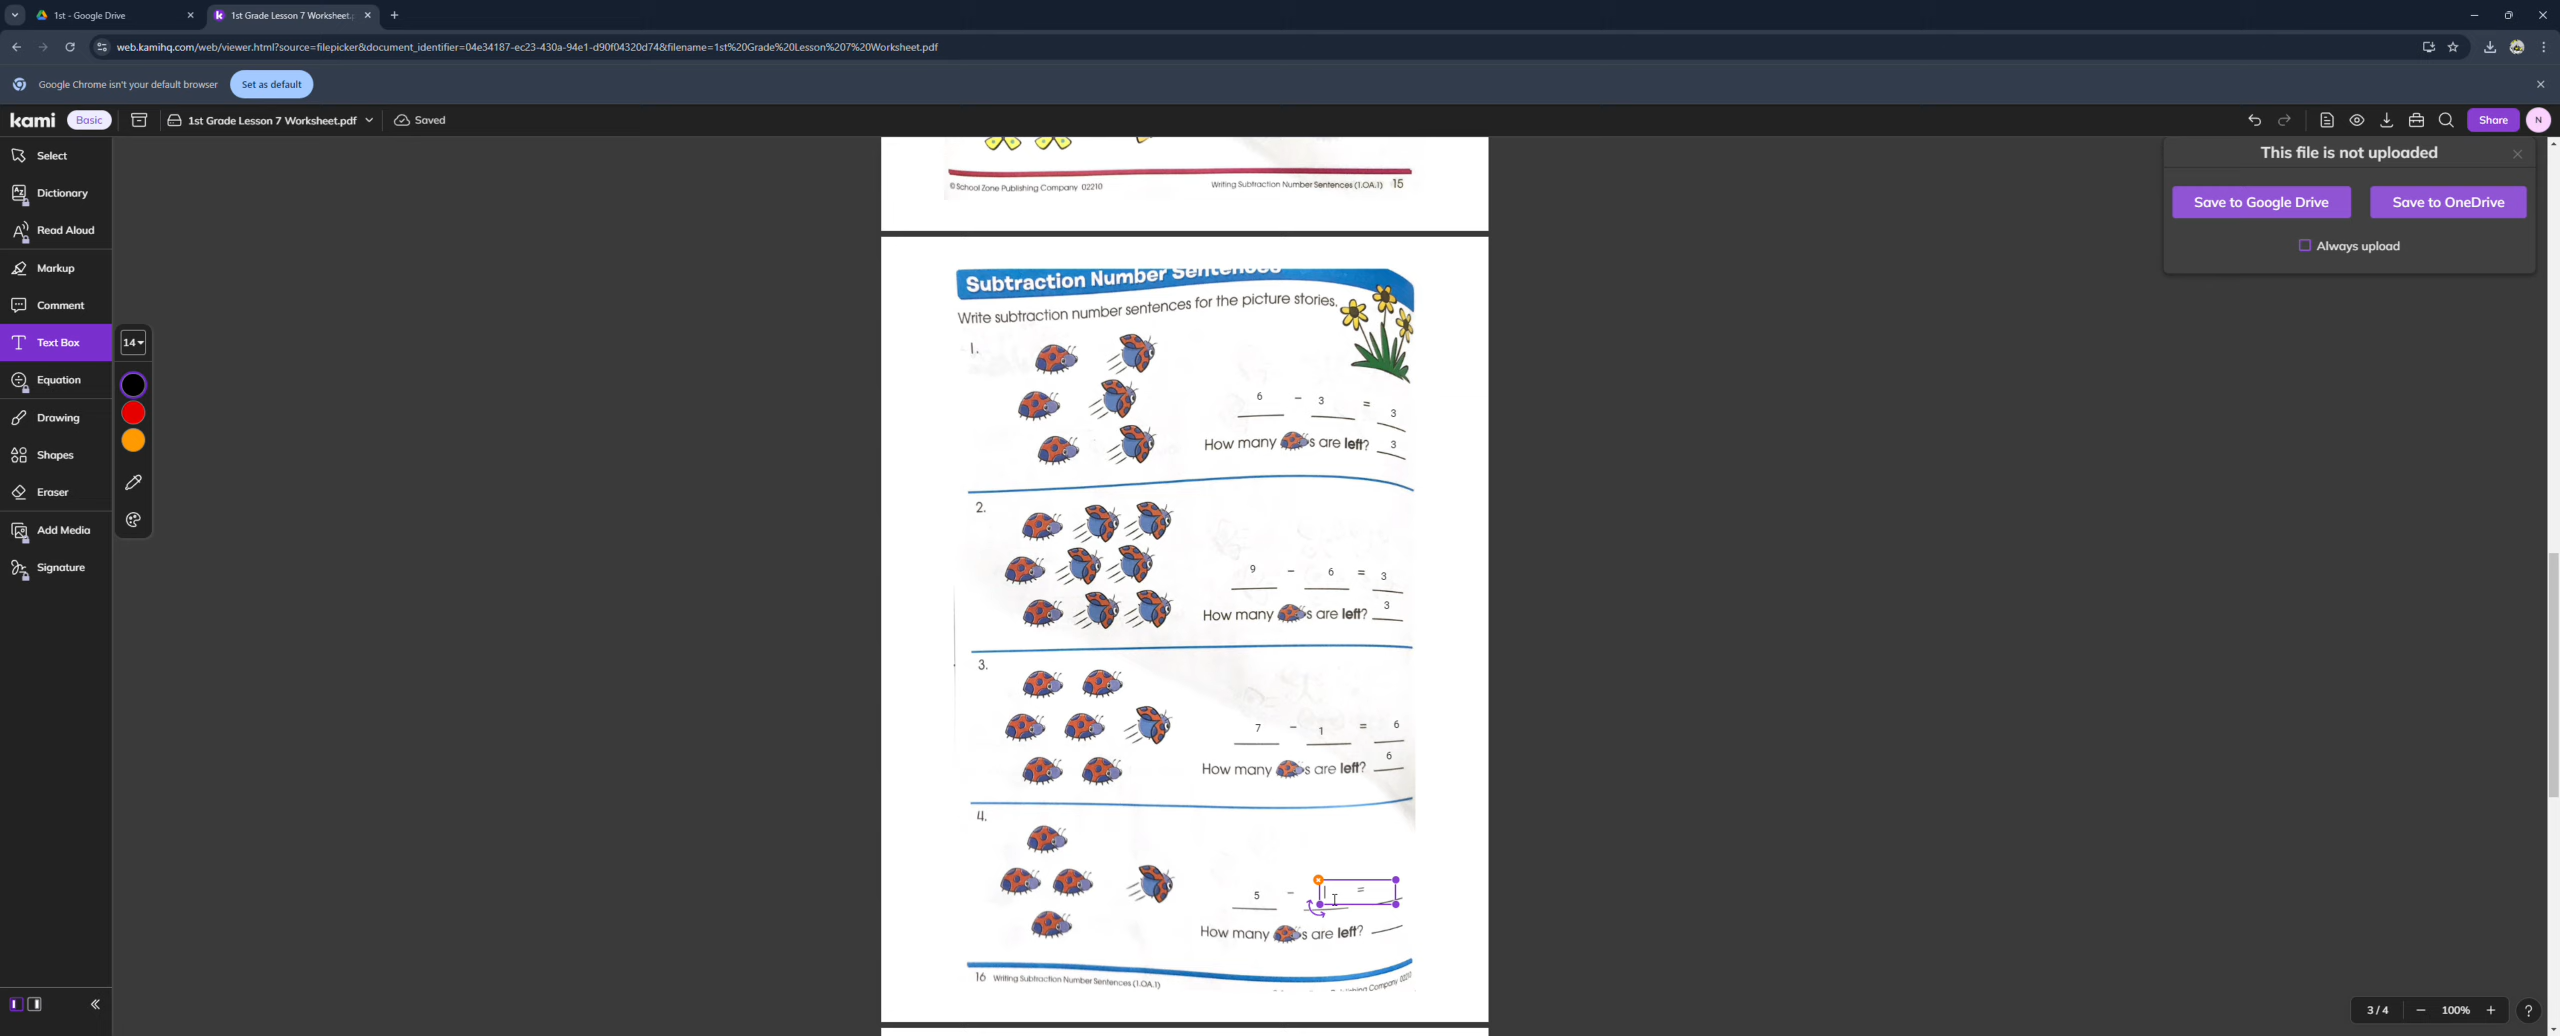 1st - Google Drive
1st Grade Lesson 7 Worksheet.
web.kamihq.com/web/viewer.html?source=filepicker&document_identifier=04e34187-ec23-430a-94e1-d90f04320d74&filename=1st%20Grade%20Lesson%207%20Worksheet.pdf
Google Chrome isn't your default browser
Set as default
kami
Basic
1st Grade Lesson 7 Worksheet.pdf
Saved
Share
N
Select
Dictionary
Read Aloud
Markup
Comment
Text Box
Equation
Drawing
Shapes
Eraser
Add Media
Signature
14
This file is not uploaded
Save to Google Drive
Save to OneDrive
Always upload
© School Zone Publishing Company 02210
Writing Subtraction Number Sentences (1.OA.1) 15
Subtraction Number Sentences
Write subtraction number sentences for the picture stories.
1.
6 - 3 = 3
How many s are left? 3
2.
9 - 6 = 3
How many s are left? 3
3.
7 - 1 = 6
How many s are left? 6
4.
5 - =
How many s are left?
16 Writing Subtraction Number Sentences (1.OA.1)
Company 02210
3 / 4
100%